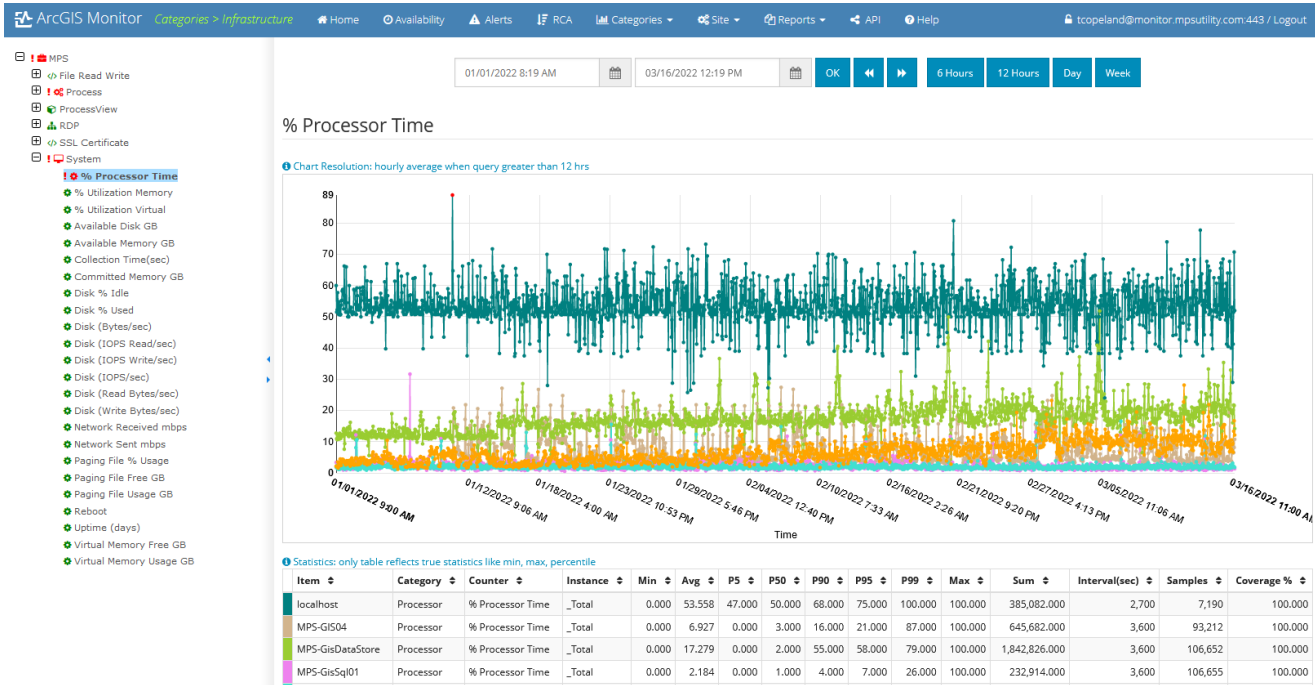 ArcGIS Monitor Categories > Infrastructure Home Availability Alerts RCA Categories Site Reports API Help tcopeland@monitor.mpsutility.com:443 / Logout
MPS
File Read Write
Process
ProcessView
RDP
SSL Certificate
System
% Processor Time
% Utilization Memory
% Utilization Virtual
Available Disk GB
Available Memory GB
Collection Time(sec)
Committed Memory GB
Disk % Idle
Disk % Used
Disk (Bytes/sec)
Disk (IOPS Read/sec)
Disk (IOPS Write/sec)
Disk (IOPS/sec)
Disk (Read Bytes/sec)
Disk (Write Bytes/sec)
Network Received mbps
Network Sent mbps
Paging File % Usage
Paging File Free GB
Paging File Usage GB
Reboot
Uptime (days)
Virtual Memory Free GB
Virtual Memory Usage GB
01/01/2022 8:19 AM 03/16/2022 12:19 PM OK 6 Hours 12 Hours Day Week
% Processor Time
Chart Resolution: hourly average when query greater than 12 hrs
89
80
70
60
50
40
30
20
10
0
01/01/2022 9:00 AM
01/12/2022 9:06 AM
01/18/2022 4:00 AM
01/23/2022 10:53 PM
01/29/2022 5:46 PM
02/04/2022 12:40 PM
02/10/2022 7:33 AM
02/16/2022 2:26 AM
02/21/2022 9:20 PM
02/27/2022 4:13 PM
03/05/2022 11:06 AM
03/16/2022 11:00 A
Time
Statistics: only table reflects true statistics like min, max, percentile
Item Category Counter Instance Min Avg P5 P50 P90 P95 P99 Max Sum Interval(sec) Samples Coverage %
localhost Processor % Processor Time _Total 0.000 53.558 47.000 50.000 68.000 75.000 100.000 100.000 385,082.000 2,700 7,190 100.000
MPS-GIS04 Processor % Processor Time _Total 0.000 6.927 0.000 3.000 16.000 21.000 87.000 100.000 645,682.000 3,600 93,212 100.000
MPS-GisDataStore Processor % Processor Time _Total 0.000 17.279 0.000 2.000 55.000 58.000 79.000 100.000 1,842,826.000 3,600 106,652 100.000
MPS-GisSql01 Processor % Processor Time _Total 0.000 2.184 0.000 1.000 4.000 7.000 26.000 100.000 232,914.000 3,600 106,655 100.000